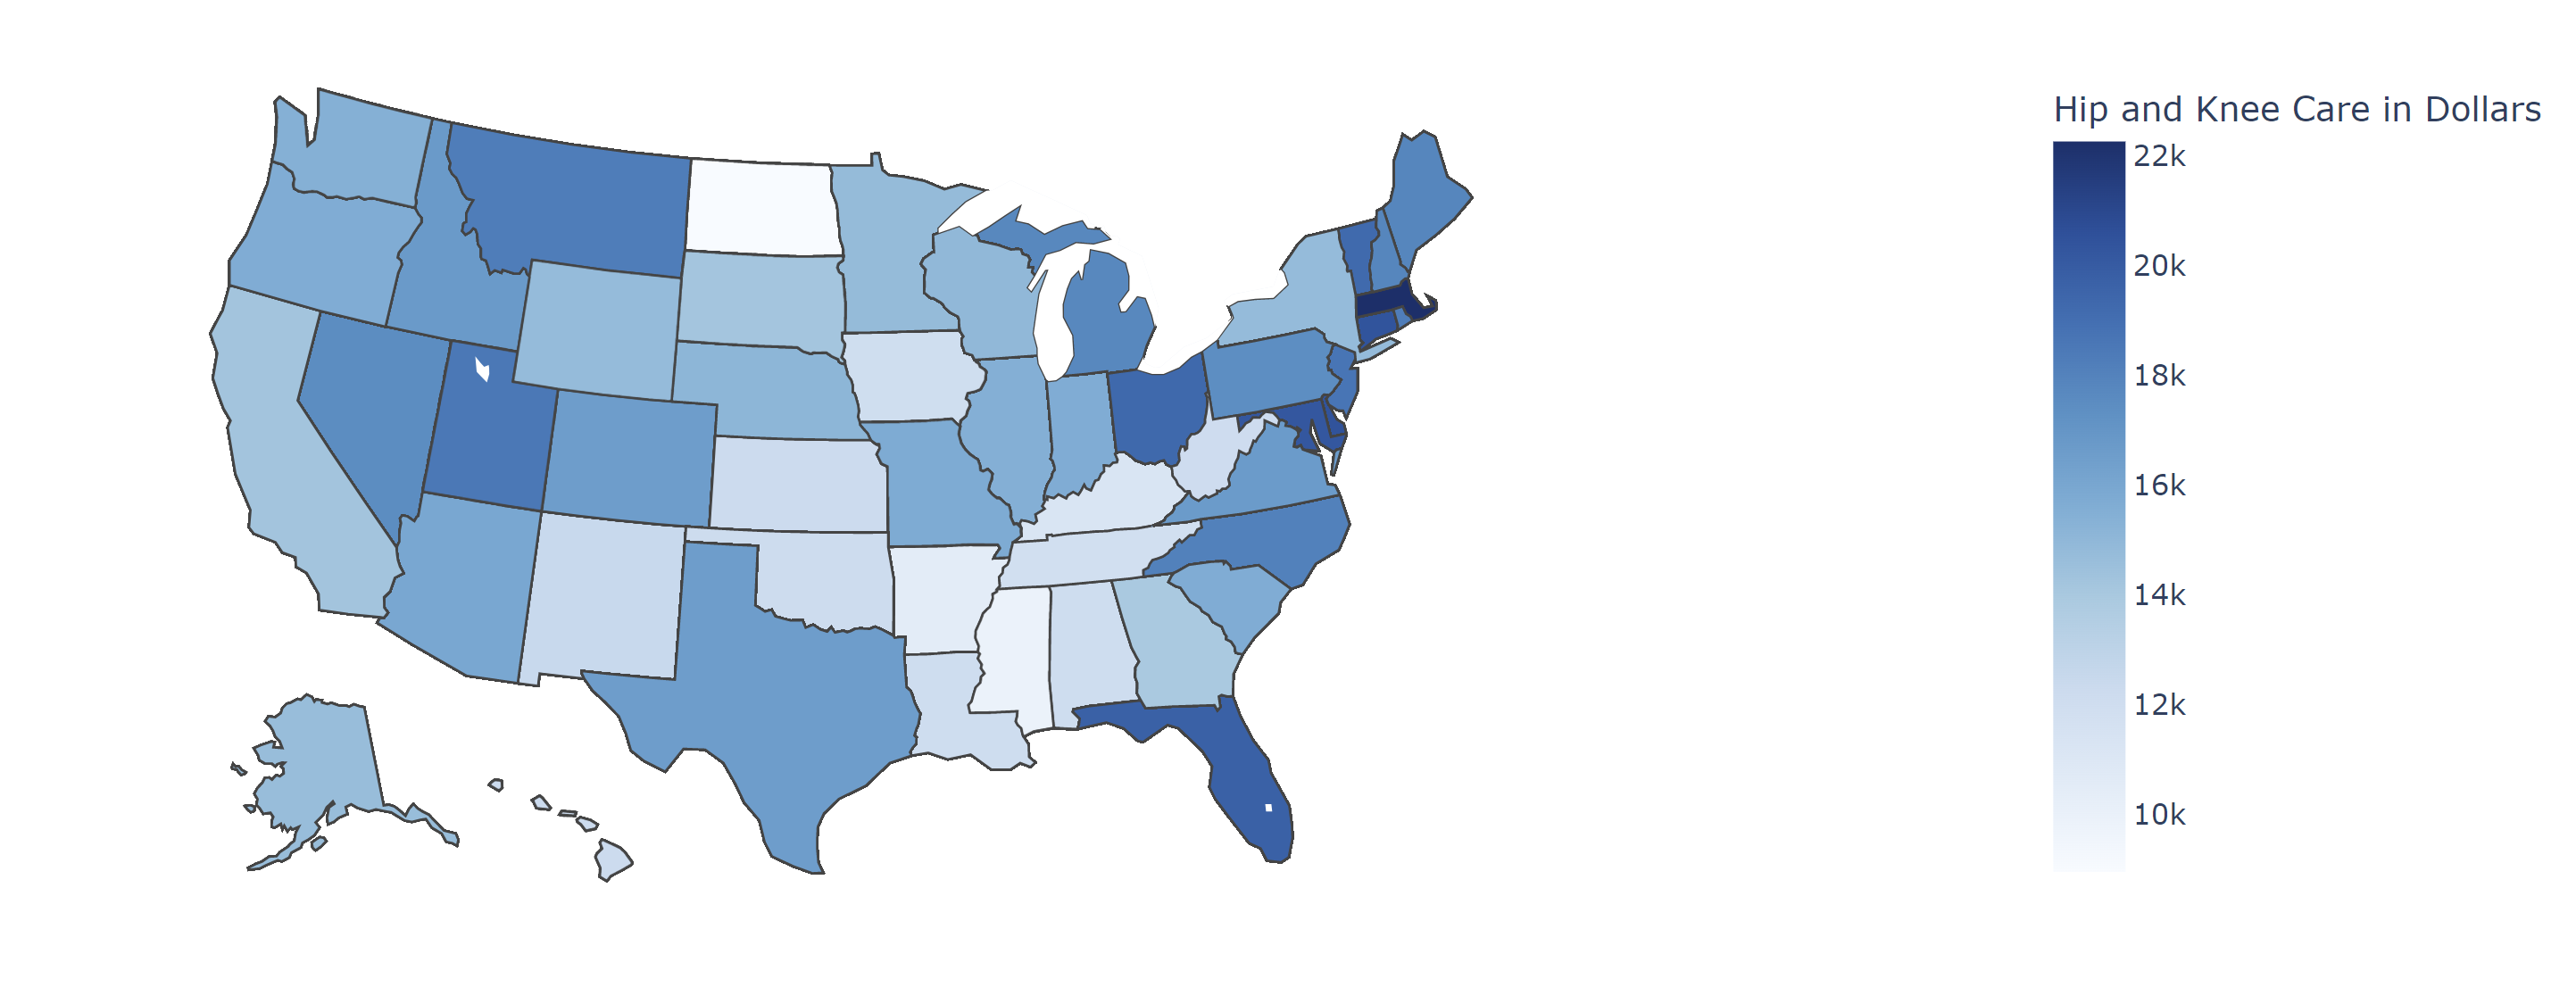 Hip and Knee Care in Dollars
22k
20k
18k
16k
14k
12k
10k